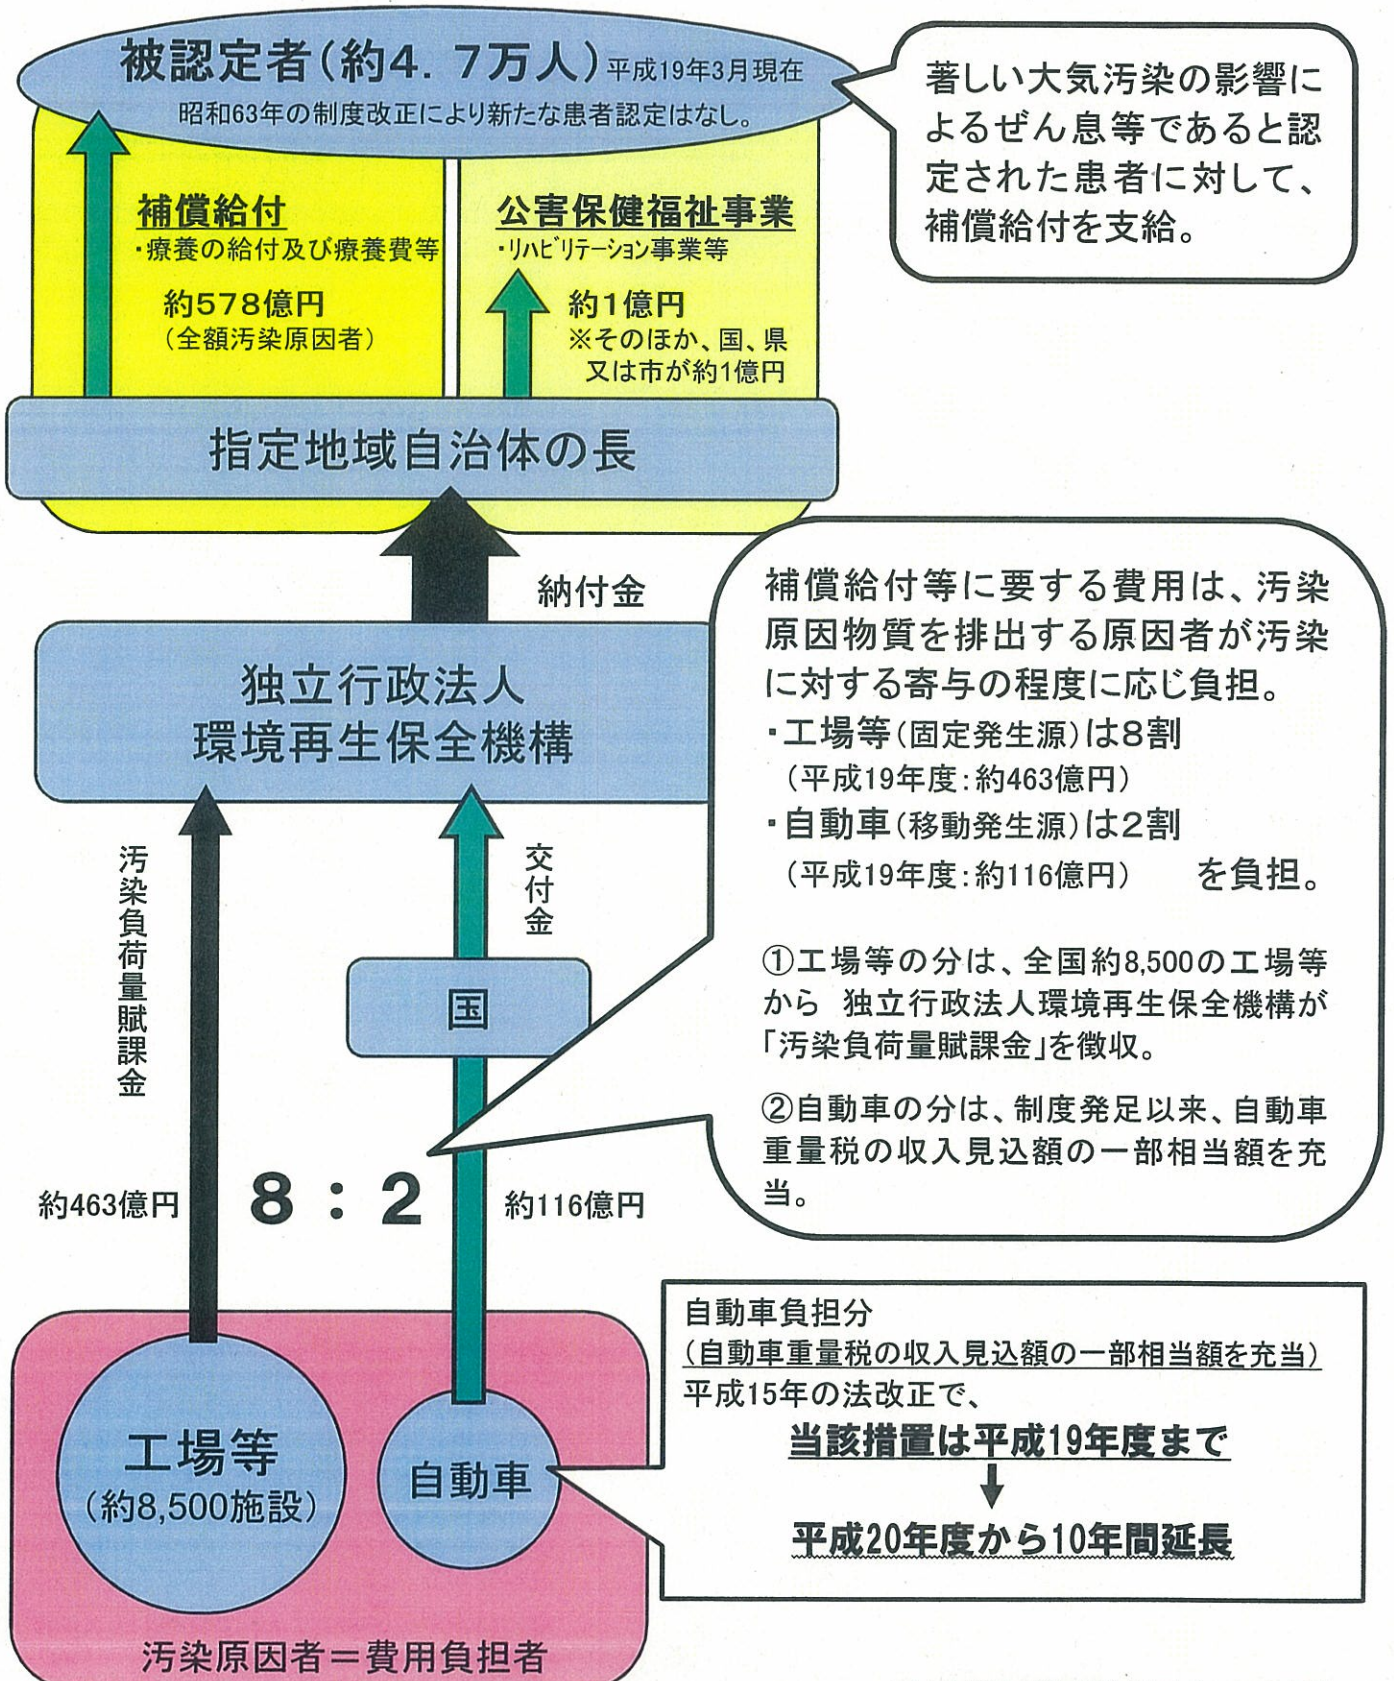 被認定者(約4.7万人)平成19年3月現在
昭和63年の制度改正により新たな患者認定はなし。
著しい大気汚染の影響に
よるぜん息等であると認
定された患者に対して、
補償給付を支給。
補償給付
・療養の給付及び療養費等
約578億円
(全額汚染原因者)
公害保健福祉事業
・リハビリテーション事業等
約1億円
※そのほか、国、県
又は市が約1億円
指定地域自治体の長
納付金
独立行政法人
環境再生保全機構
補償給付等に要する費用は、汚染
原因物質を排出する原因者が汚染
に対する寄与の程度に応じ負担。
・工場等(固定発生源)は8割
(平成19年度:約463億円)
・自動車(移動発生源)は2割
(平成19年度:約116億円) を負担。
①工場等の分は、全国約8,500の工場等
から 独立行政法人環境再生保全機構が
「汚染負荷量賦課金」を徴収。
②自動車の分は、制度発足以来、自動車
重量税の収入見込額の一部相当額を充
当。
汚染負荷量賦課金
交付金
国
約463億円
8:2
約116億円
自動車負担分
(自動車重量税の収入見込額の一部相当額を充当)
平成15年の法改正で、
当該措置は平成19年度まで
↓
平成20年度から10年間延長
工場等
(約8,500施設)
自動車
汚染原因者=費用負担者